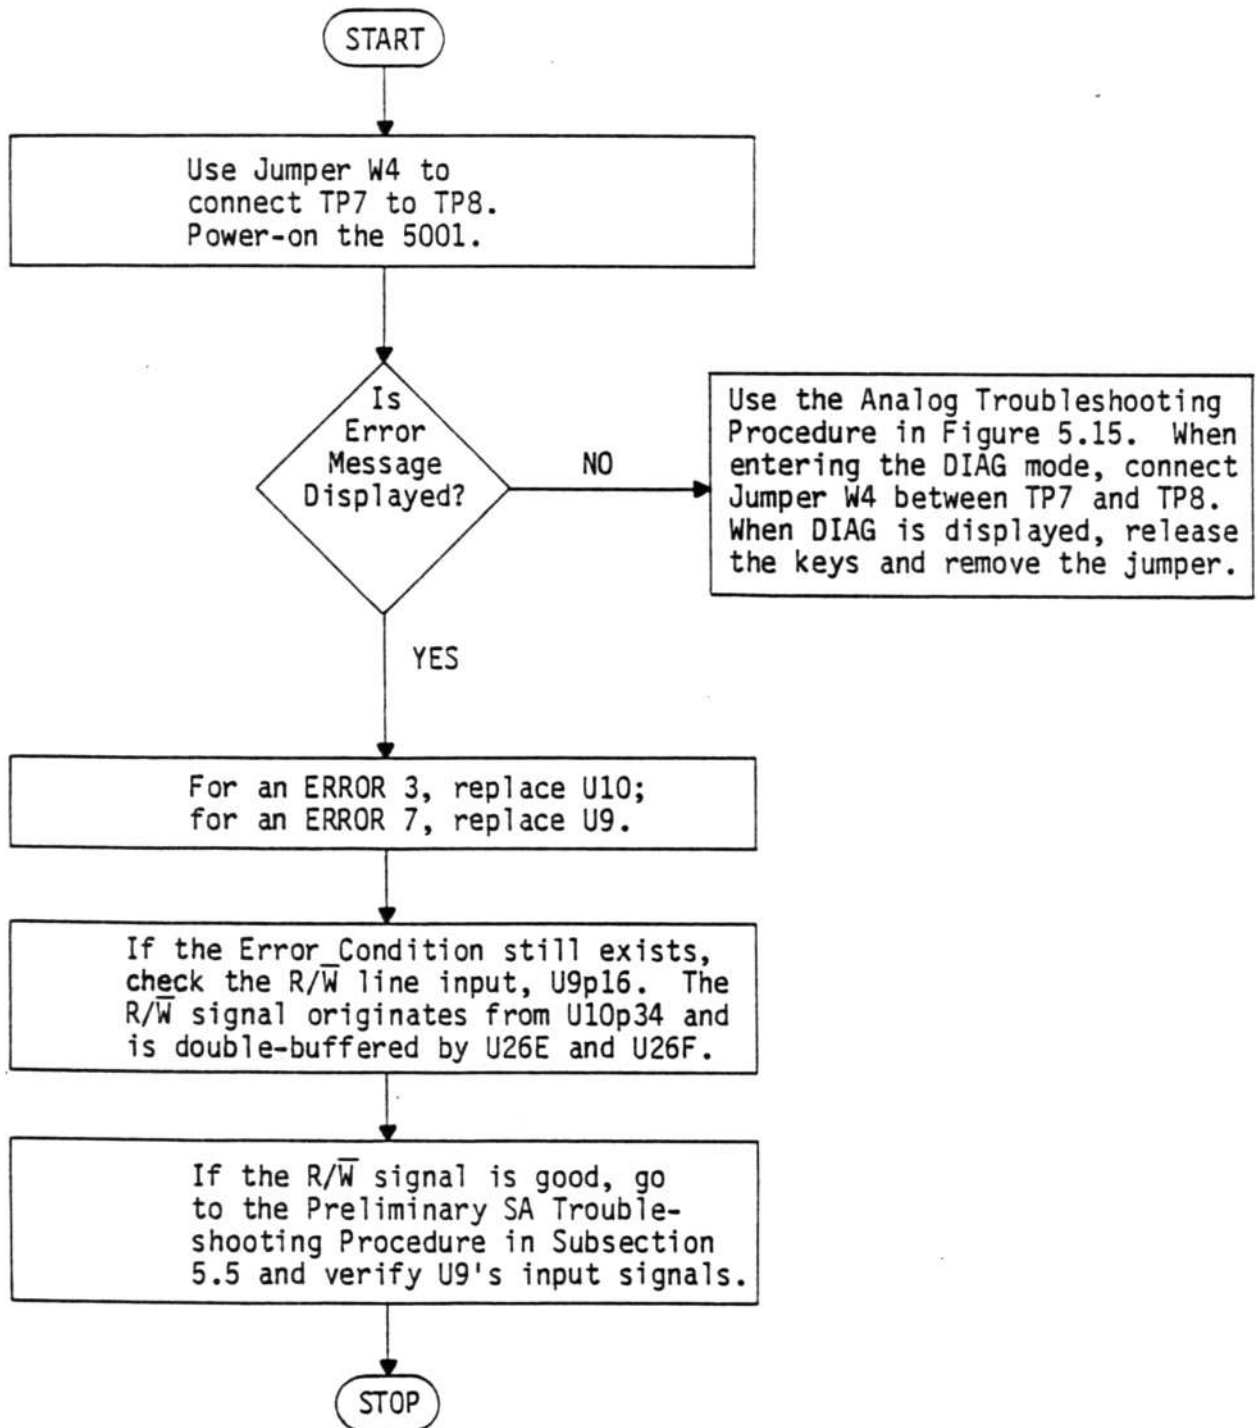 START
Use Jumper W4 to
connect TP7 to TP8.
Power-on the 5001.
Is
Error
Message
Displayed?
NO
Use the Analog Troubleshooting
Procedure in Figure 5.15. When
entering the DIAG mode, connect
Jumper W4 between TP7 and TP8.
When DIAG is displayed, release
the keys and remove the jumper.
YES
For an ERROR 3, replace U10;
for an ERROR 7, replace U9.
If the Error Condition still exists,
check the R/W̅ line input, U9p16. The
R/W̅ signal originates from U10p34 and
is double-buffered by U26E and U26F.
If the R/W̅ signal is good, go
to the Preliminary SA Trouble-
shooting Procedure in Subsection
5.5 and verify U9's input signals.
STOP